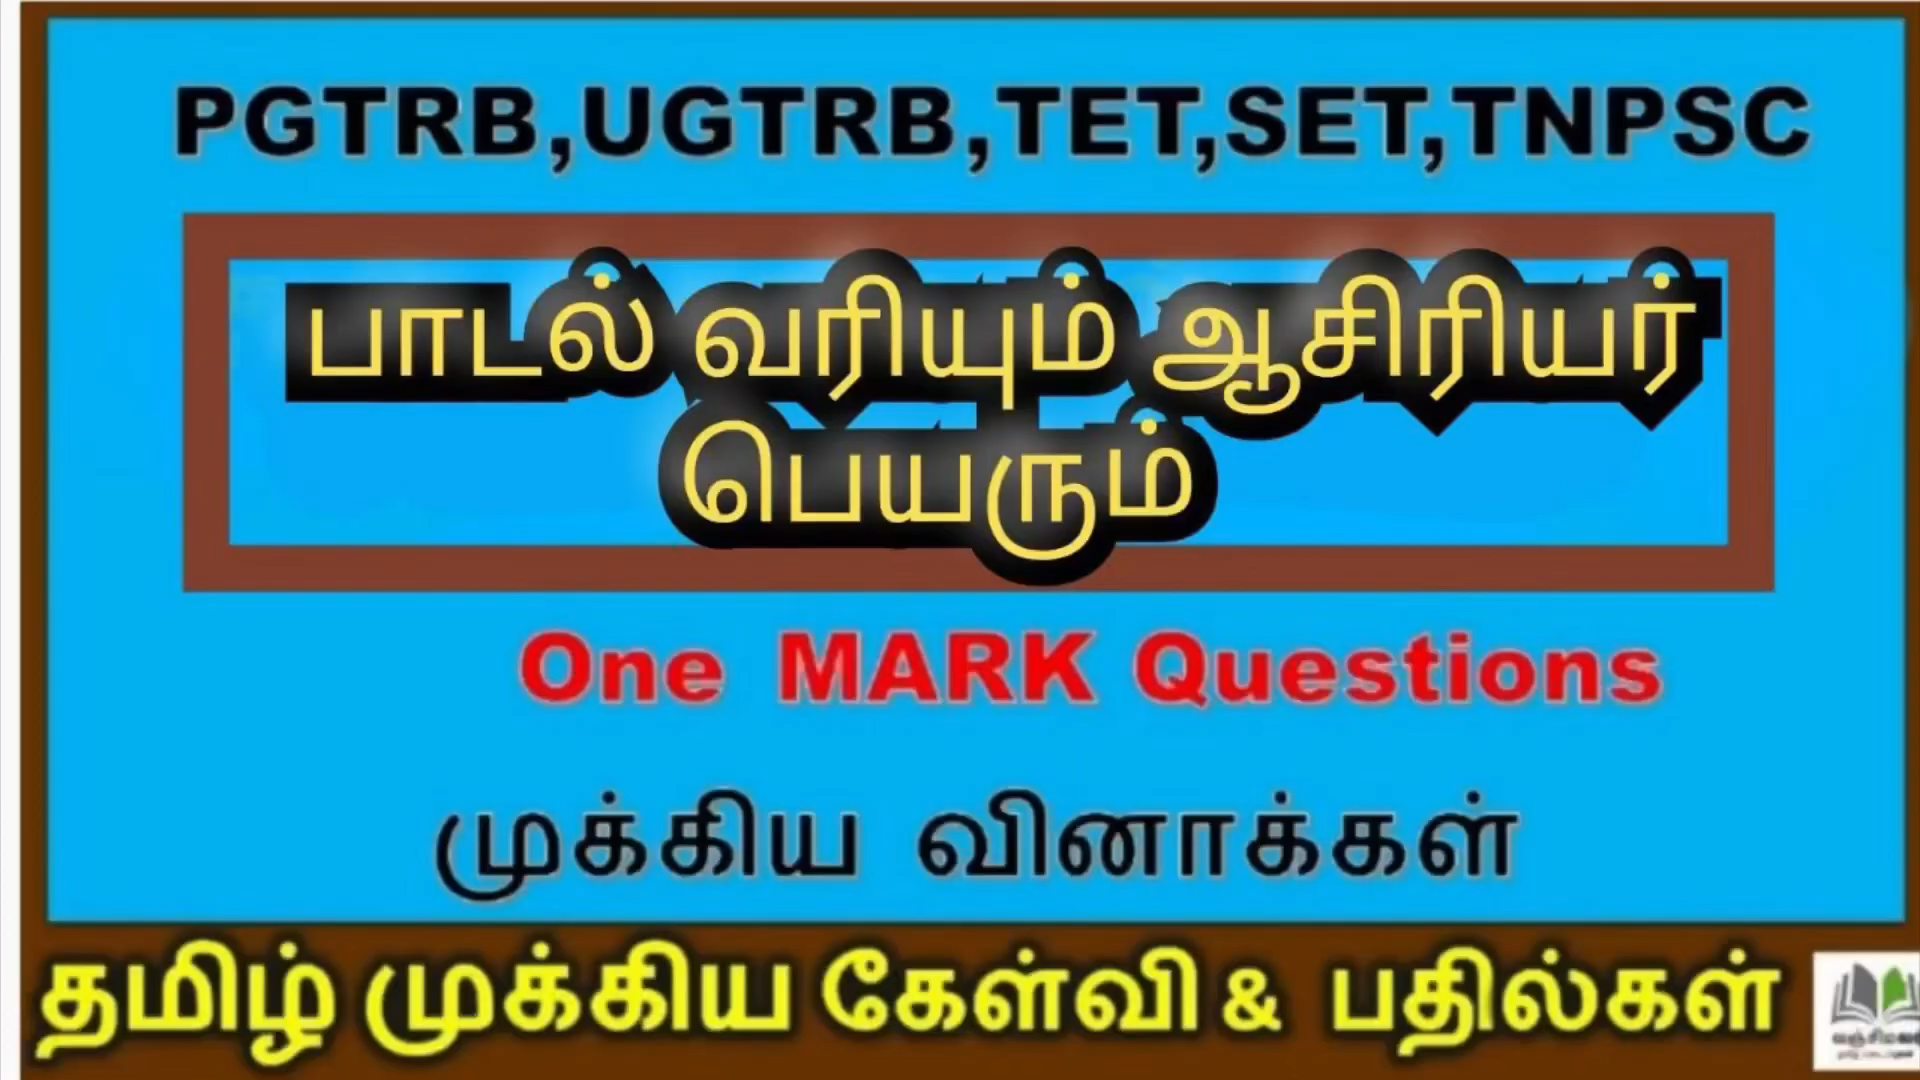 PGTRB,UGTRB,TET,SET,TNPSC
பாடல் வரியும் ஆசிரியர்
பெயரும்
One MARK Questions
முக்கிய வினாக்கள்
தமிழ் முக்கிய கேள்வி & பதில்கள்